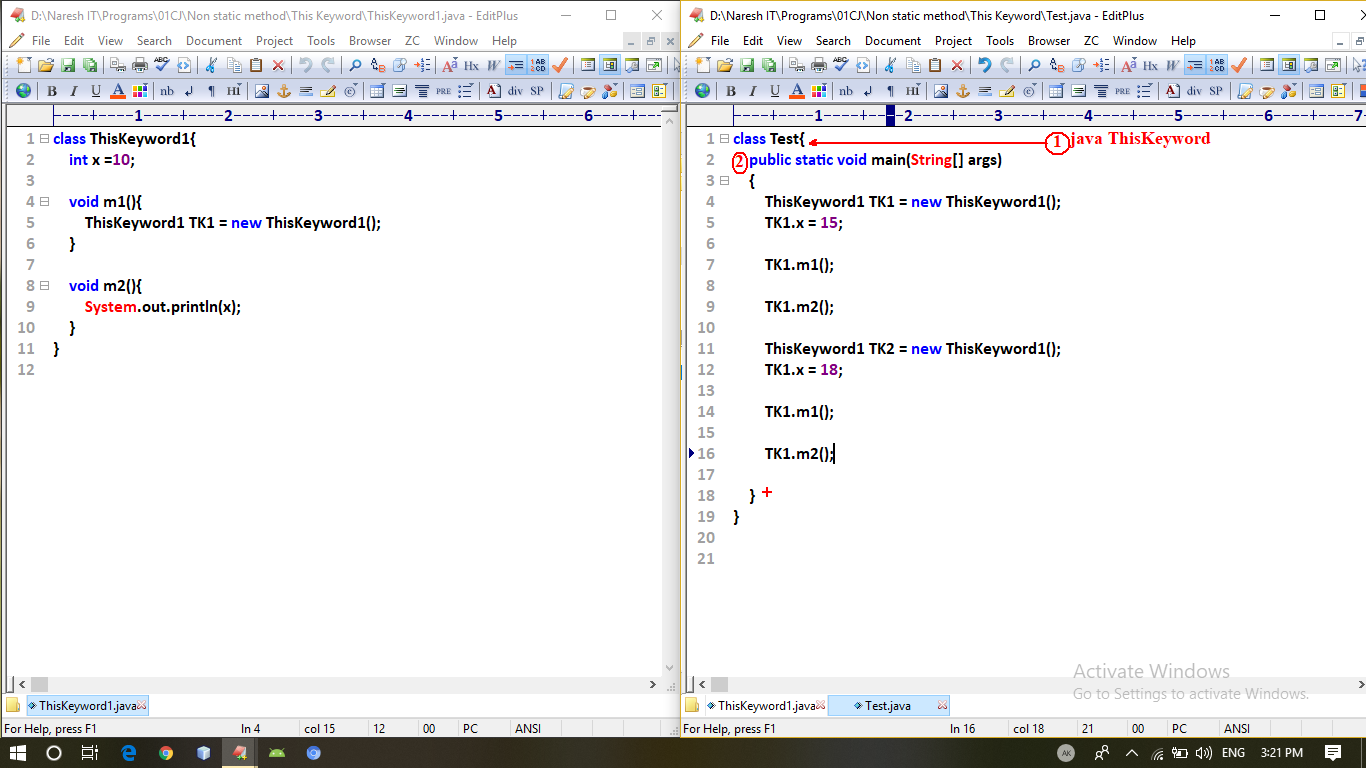 D:\Naresh IT\Programs\01CJ\Non static method\This Keyword\ThisKeyword1.java - EditPlus
File Edit View Search Document Project Tools Browser ZC Window Help
B I U A nb ¶ HI PRE A div SP
1 2 3 4 5 6
1 class ThisKeyword1{
2 int x =10;
3
4 void m1(){
5 ThisKeyword1 TK1 = new ThisKeyword1();
6 }
7
8 void m2(){
9 System.out.println(x);
10 }
11 }
12
ThisKeyword1.java
For Help, press F1 ln 4 col 15 12 00 PC ANSI
D:\Naresh IT\Programs\01CJ\Non static method\This Keyword\Test.java - EditPlus
File Edit View Search Document Project Tools Browser ZC Window Help
B I U A nb ¶ HI PRE A div SP
1 2 3 4 5 6 7
1 class Test{ 1 java ThisKeyword
2 2 public static void main(String[] args)
3 {
4 ThisKeyword1 TK1 = new ThisKeyword1();
5 TK1.x = 15;
6
7 TK1.m1();
8
9 TK1.m2();
10
11 ThisKeyword1 TK2 = new ThisKeyword1();
12 TK1.x = 18;
13
14 TK1.m1();
15
16 TK1.m2();
17
18 } +
19 }
20
21
Activate Windows
Go to Settings to activate Windows.
ThisKeyword1.java Test.java
For Help, press F1 ln 16 col 18 21 00 PC ANSI
AK ENG 3:21 PM